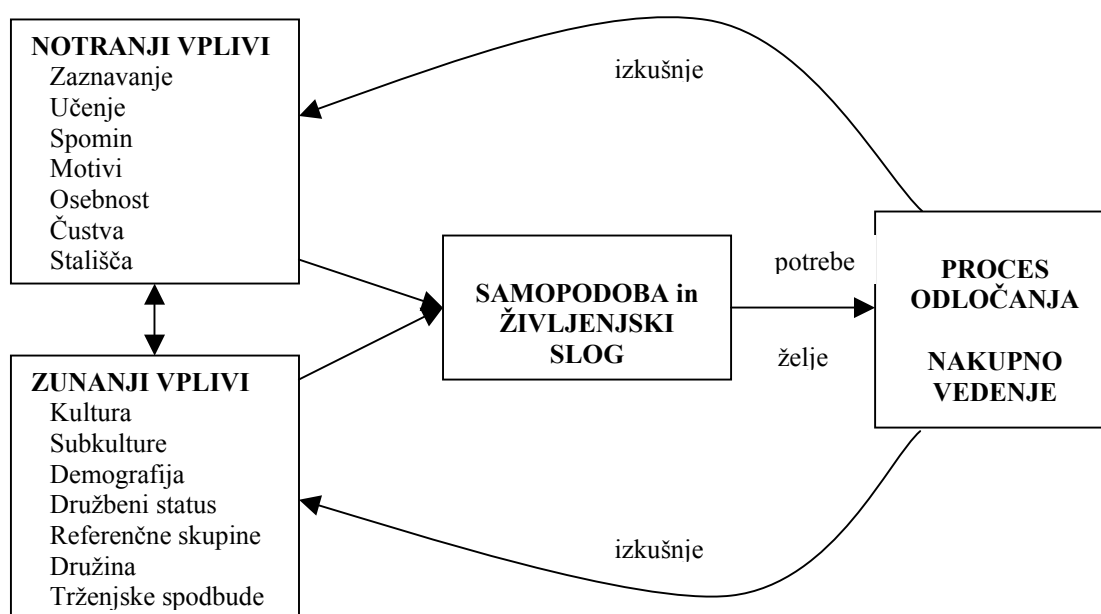 NOTRANJI VPLIVI
Zaznavanje
Učenje
Spomin
Motivi
Osebnost
Čustva
Stališča
ZUNANJI VPLIVI
Kultura
Subkulture
Demografija
Družbeni status
Referenčne skupine
Družina
Trženjske spodbude
SAMOPODOBA in
ŽIVLJENJSKI
SLOG
potrebe
želje
PROCES
ODLOČANJA
NAKUPNO
VEDENJE
izkušnje
izkušnje